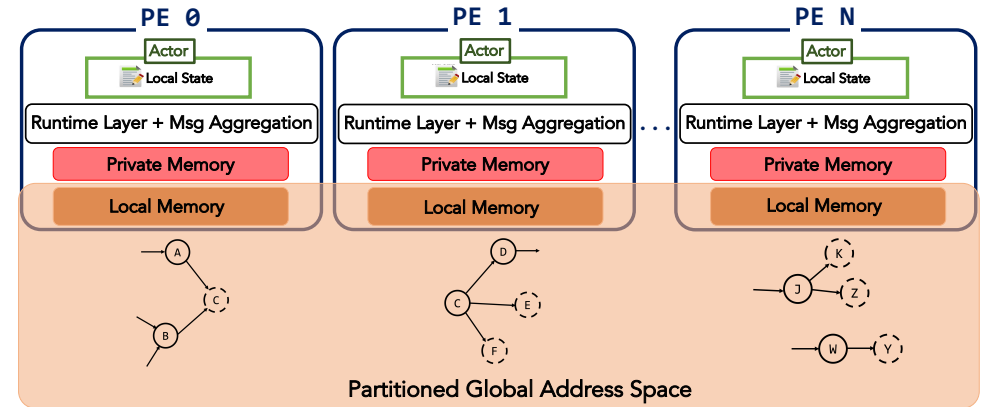 PE 0
PE 1
PE N
Actor
Actor
Actor
Local State
Local State
Local State
Runtime Layer + Msg Aggregation
Runtime Layer + Msg Aggregation
...
Runtime Layer + Msg Aggregation
Private Memory
Private Memory
Private Memory
Local Memory
Local Memory
Local Memory
A
C
B
D
C
E
F
K
J
Z
W
Y
Partitioned Global Address Space